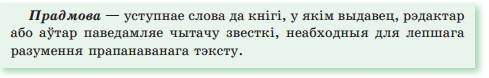 Прадмова — уступнае слова да кнігі, у якім выдавец, рэдактар
або аўтар паведамляе чытачу звесткі, неабходныя для лепшага
разумення прапанаванага тэксту.